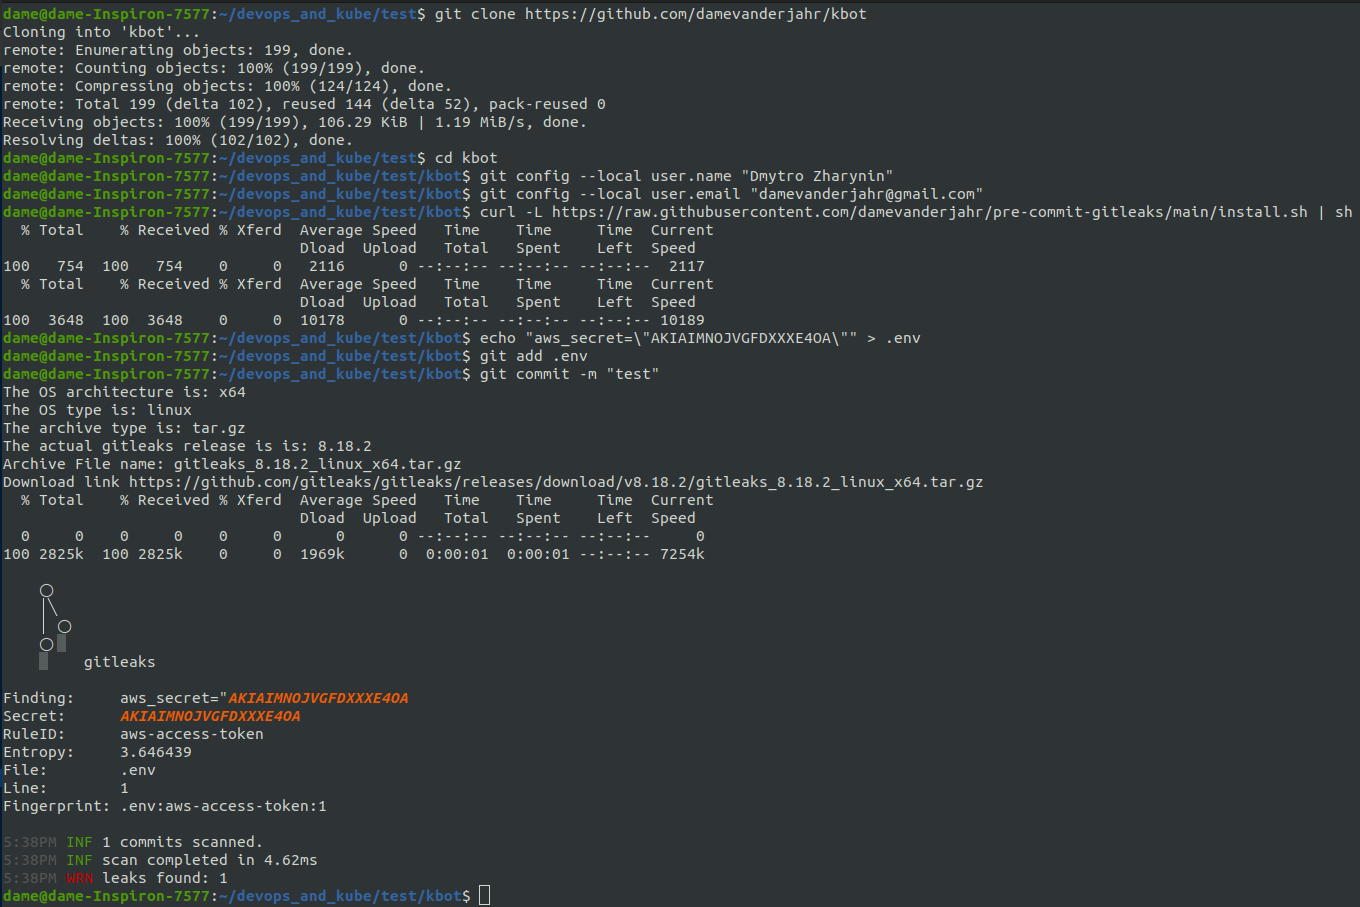 dame@dame-Inspiron-7577:~/devops_and_kube/test$ git clone https://github.com/damevanderjahr/kbot
Cloning into 'kbot'...
remote: Enumerating objects: 199, done.
remote: Counting objects: 100% (199/199), done.
remote: Compressing objects: 100% (124/124), done.
remote: Total 199 (delta 102), reused 144 (delta 52), pack-reused 0
Receiving objects: 100% (199/199), 106.29 KiB | 1.19 MiB/s, done.
Resolving deltas: 100% (102/102), done.
dame@dame-Inspiron-7577:~/devops_and_kube/test$ cd kbot
dame@dame-Inspiron-7577:~/devops_and_kube/test/kbot$ git config --local user.name "Dmytro Zharynin"
dame@dame-Inspiron-7577:~/devops_and_kube/test/kbot$ git config --local user.email "damevanderjahr@gmail.com"
dame@dame-Inspiron-7577:~/devops_and_kube/test/kbot$ curl -L https://raw.githubusercontent.com/damevanderjahr/pre-commit-gitleaks/main/install.sh | sh
  % Total    % Received % Xferd  Average Speed   Time    Time     Time  Current
                                 Dload  Upload   Total   Spent    Left  Speed
100   754  100   754    0     0   2116      0 --:--:-- --:--:-- --:--:--  2117
  % Total    % Received % Xferd  Average Speed   Time    Time     Time  Current
                                 Dload  Upload   Total   Spent    Left  Speed
100  3648  100  3648    0     0  10178      0 --:--:-- --:--:-- --:--:-- 10189
dame@dame-Inspiron-7577:~/devops_and_kube/test/kbot$ echo "aws_secret=\"AKIAIMNOJVGFDXXXE4OA\"" > .env
dame@dame-Inspiron-7577:~/devops_and_kube/test/kbot$ git add .env
dame@dame-Inspiron-7577:~/devops_and_kube/test/kbot$ git commit -m "test"
The OS architecture is: x64
The OS type is: linux
The archive type is: tar.gz
The actual gitleaks release is is: 8.18.2
Archive File name: gitleaks_8.18.2_linux_x64.tar.gz
Download link https://github.com/gitleaks/gitleaks/releases/download/v8.18.2/gitleaks_8.18.2_linux_x64.tar.gz
  % Total    % Received % Xferd  Average Speed   Time    Time     Time  Current
                                 Dload  Upload   Total   Spent    Left  Speed
  0     0    0     0    0     0      0      0 --:--:-- --:--:-- --:--:--     0
100 2825k  100 2825k    0     0  1969k      0  0:00:01  0:00:01 --:--:-- 7254k
gitleaks
Finding:     aws_secret="AKIAIMNOJVGFDXXXE4OA
Secret:      AKIAIMNOJVGFDXXXE4OA
RuleID:      aws-access-token
Entropy:     3.646439
File:        .env
Line:        1
Fingerprint: .env:aws-access-token:1
5:38PM INF 1 commits scanned.
5:38PM INF scan completed in 4.62ms
5:38PM WRN leaks found: 1
dame@dame-Inspiron-7577:~/devops_and_kube/test/kbot$